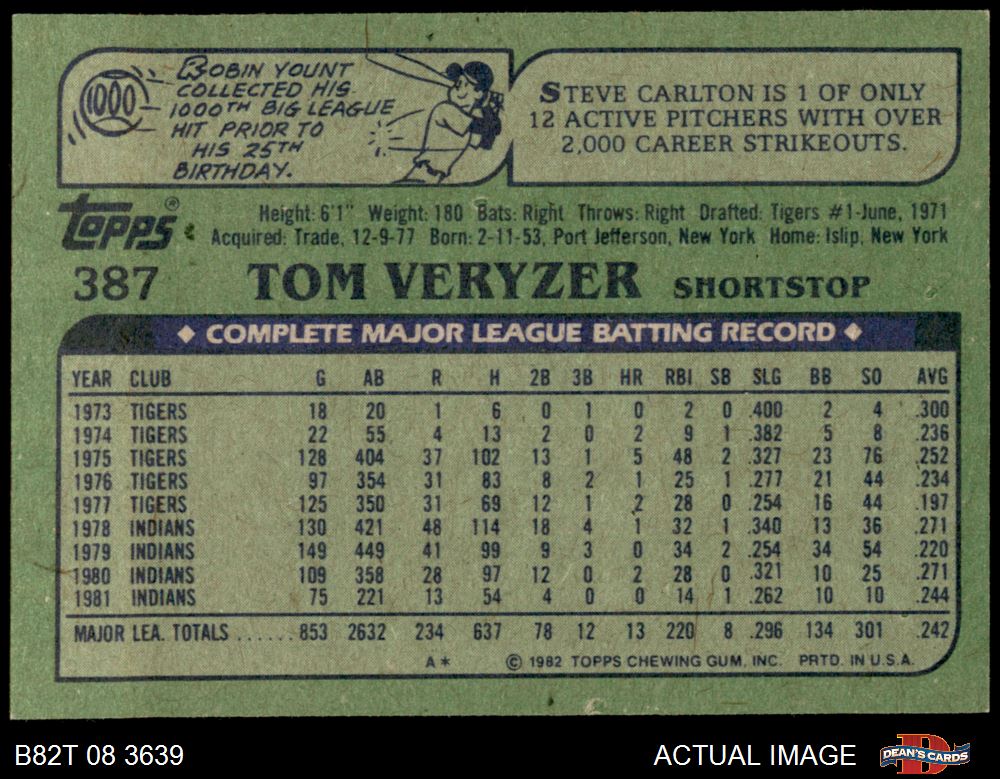 1000
ROBIN YOUNT
COLLECTED HIS
1000TH BIG LEAGUE
HIT PRIOR TO
HIS 25TH
BIRTHDAY.
STEVE CARLTON IS 1 OF ONLY
12 ACTIVE PITCHERS WITH OVER
2,000 CAREER STRIKEOUTS.
Topps®
Height: 6'1" Weight: 180 Bats: Right Throws: Right Drafted: Tigers #1-June, 1971
Acquired: Trade, 12-9-77 Born: 2-11-53, Port Jefferson, New York Home: Islip, New York
387 TOM VERYZER SHORTSTOP
◆ COMPLETE MAJOR LEAGUE BATTING RECORD ◆
YEAR CLUB G AB R H 2B 3B HR RBI SB SLG BB SO AVG
1973 TIGERS 18 20 1 6 0 1 0 2 0 .400 2 4 .300
1974 TIGERS 22 55 4 13 2 0 2 9 1 .382 5 8 .236
1975 TIGERS 128 404 37 102 13 1 5 48 2 .327 23 76 .252
1976 TIGERS 97 354 31 83 8 2 1 25 1 .277 21 44 .234
1977 TIGERS 125 350 31 69 12 1 2 28 0 .254 16 44 .197
1978 INDIANS 130 421 48 114 18 4 1 32 1 .340 13 36 .271
1979 INDIANS 149 449 41 99 9 3 0 34 2 .254 34 54 .220
1980 INDIANS 109 358 28 97 12 0 2 28 0 .321 10 25 .271
1981 INDIANS 75 221 13 54 4 0 0 14 1 .262 10 10 .244
MAJOR LEA. TOTALS ......853 2632 234 637 78 12 13 220 8 .296 134 301 .242
A* © 1982 TOPPS CHEWING GUM, INC. PRTD. IN U.S.A.
B82T 08 3639 ACTUAL IMAGE DEAN'S CARDS